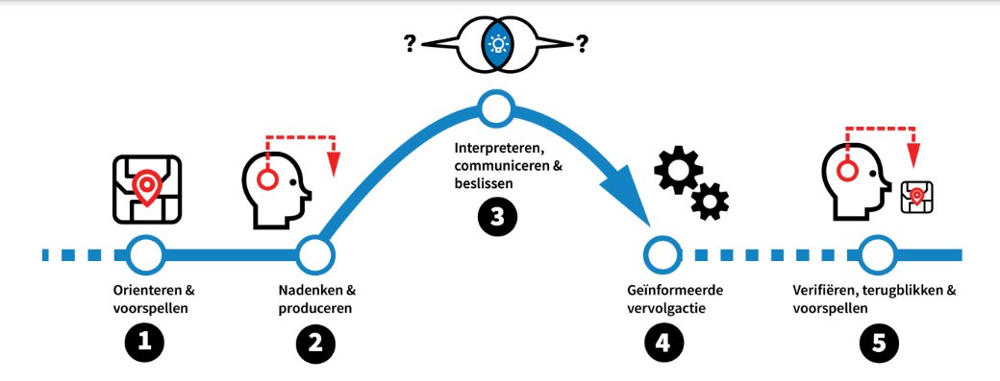 ? ?
Interpreteren,
communiceren &
beslissen
3
Orienteren &
voorspellen
1
Nadenken &
produceren
2
Geïnformeerde
vervolgactie
4
Verifiëren, terugblikken &
voorspellen
5